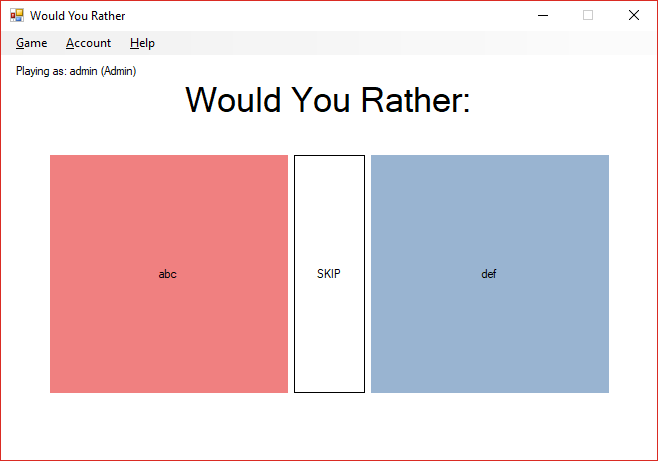 Would You Rather
Game Account Help
Playing as: admin (Admin)
Would You Rather:
abc SKIP def